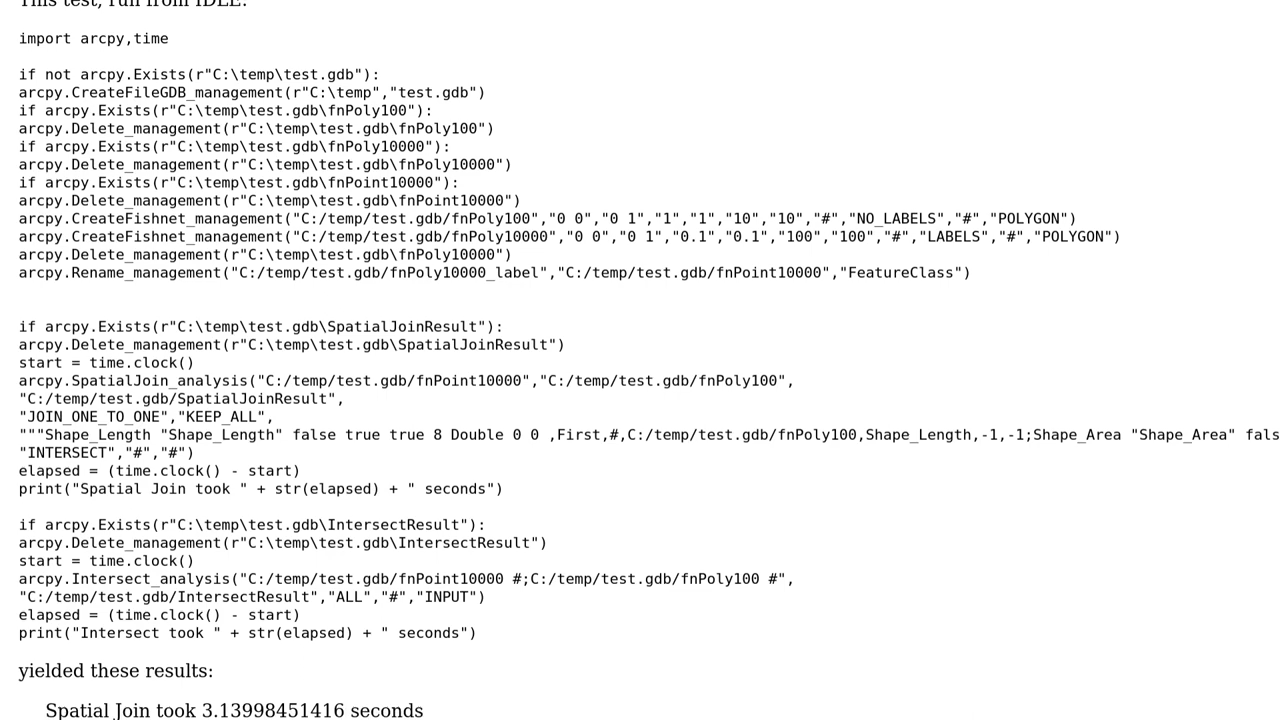 This test, run from IDLE:
import arcpy,time
if not arcpy.Exists(r"C:\temp\test.gdb"):
arcpy.CreateFileGDB_management(r"C:\temp","test.gdb")
if arcpy.Exists(r"C:\temp\test.gdb\fnPoly100"):
arcpy.Delete_management(r"C:\temp\test.gdb\fnPoly100")
if arcpy.Exists(r"C:\temp\test.gdb\fnPoly10000"):
arcpy.Delete_management(r"C:\temp\test.gdb\fnPoly10000")
if arcpy.Exists(r"C:\temp\test.gdb\fnPoint10000"):
arcpy.Delete_management(r"C:\temp\test.gdb\fnPoint10000")
arcpy.CreateFishnet_management("C:/temp/test.gdb/fnPoly100","0 0","0 1","1","1","10","10","#","NO_LABELS","#","POLYGON")
arcpy.CreateFishnet_management("C:/temp/test.gdb/fnPoly10000","0 0","0 1","0.1","0.1","100","100","#","LABELS","#","POLYGON")
arcpy.Delete_management(r"C:\temp\test.gdb\fnPoly10000")
arcpy.Rename_management("C:/temp/test.gdb/fnPoly10000_label","C:/temp/test.gdb/fnPoint10000","FeatureClass")
if arcpy.Exists(r"C:\temp\test.gdb\SpatialJoinResult"):
arcpy.Delete_management(r"C:\temp\test.gdb\SpatialJoinResult")
start = time.clock()
arcpy.SpatialJoin_analysis("C:/temp/test.gdb/fnPoint10000","C:/temp/test.gdb/fnPoly100",
"C:/temp/test.gdb/SpatialJoinResult",
"JOIN_ONE_TO_ONE","KEEP_ALL",
"""Shape_Length "Shape_Length" false true true 8 Double 0 0 ,First,#,C:/temp/test.gdb/fnPoly100,Shape_Length,-1,-1;Shape_Area "Shape_Area" fals
"INTERSECT","#","#")
elapsed = (time.clock() - start)
print("Spatial Join took " + str(elapsed) + " seconds")
if arcpy.Exists(r"C:\temp\test.gdb\IntersectResult"):
arcpy.Delete_management(r"C:\temp\test.gdb\IntersectResult")
start = time.clock()
arcpy.Intersect_analysis("C:/temp/test.gdb/fnPoint10000 #;C:/temp/test.gdb/fnPoly100 #",
"C:/temp/test.gdb/IntersectResult","ALL","#","INPUT")
elapsed = (time.clock() - start)
print("Intersect took " + str(elapsed) + " seconds")
yielded these results:
Spatial Join took 3.13998451416 seconds